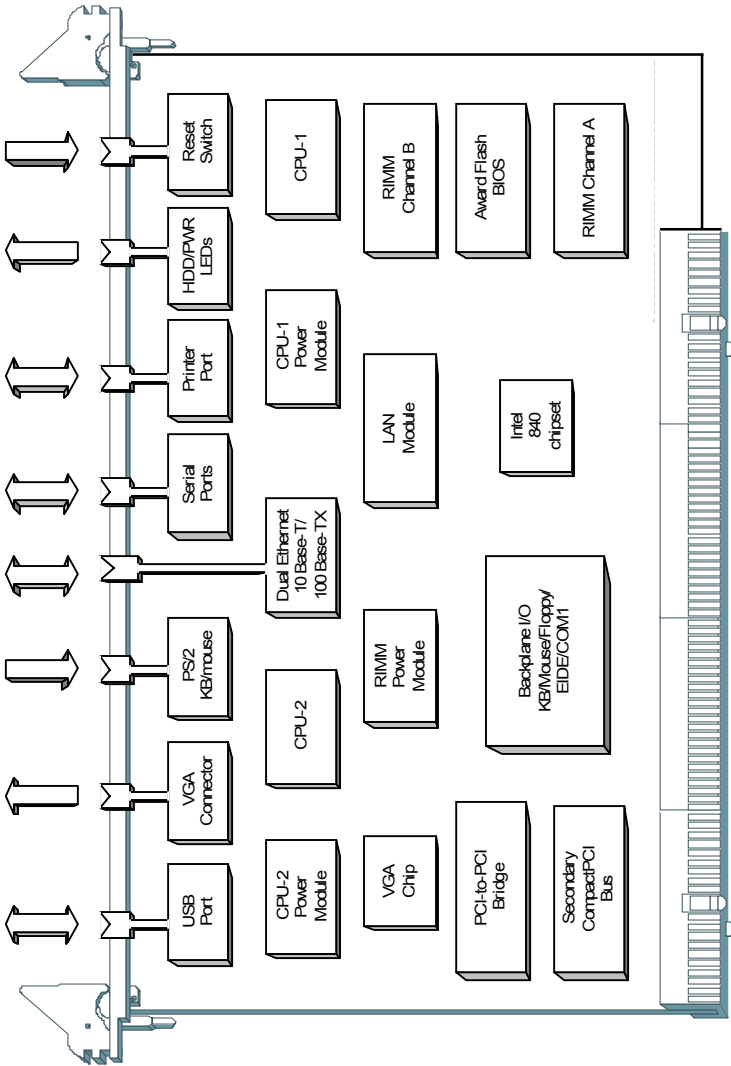 Reset
Switch
HDD/PWR
LEDs
Printer
Port
Serial
Ports
PS/2
KB/mouse
VGA
Connector
USB
Port
CPU-1
CPU-1
Power
Module
Dual Ethernet
10 Base-T/
100 Base-TX
CPU-2
CPU-2
Power
Module
RIMM
Channel B
LAN
Module
RIMM
Power
Module
VGA
Chip
Award Flash
BIOS
Intel
840
chipset
Backplane I/O
KB/Mouse/Floppy/
EIDE/COM1
PCI-to-PCI
Bridge
RIMM Channel A
Secondary
CompactPCI
Bus